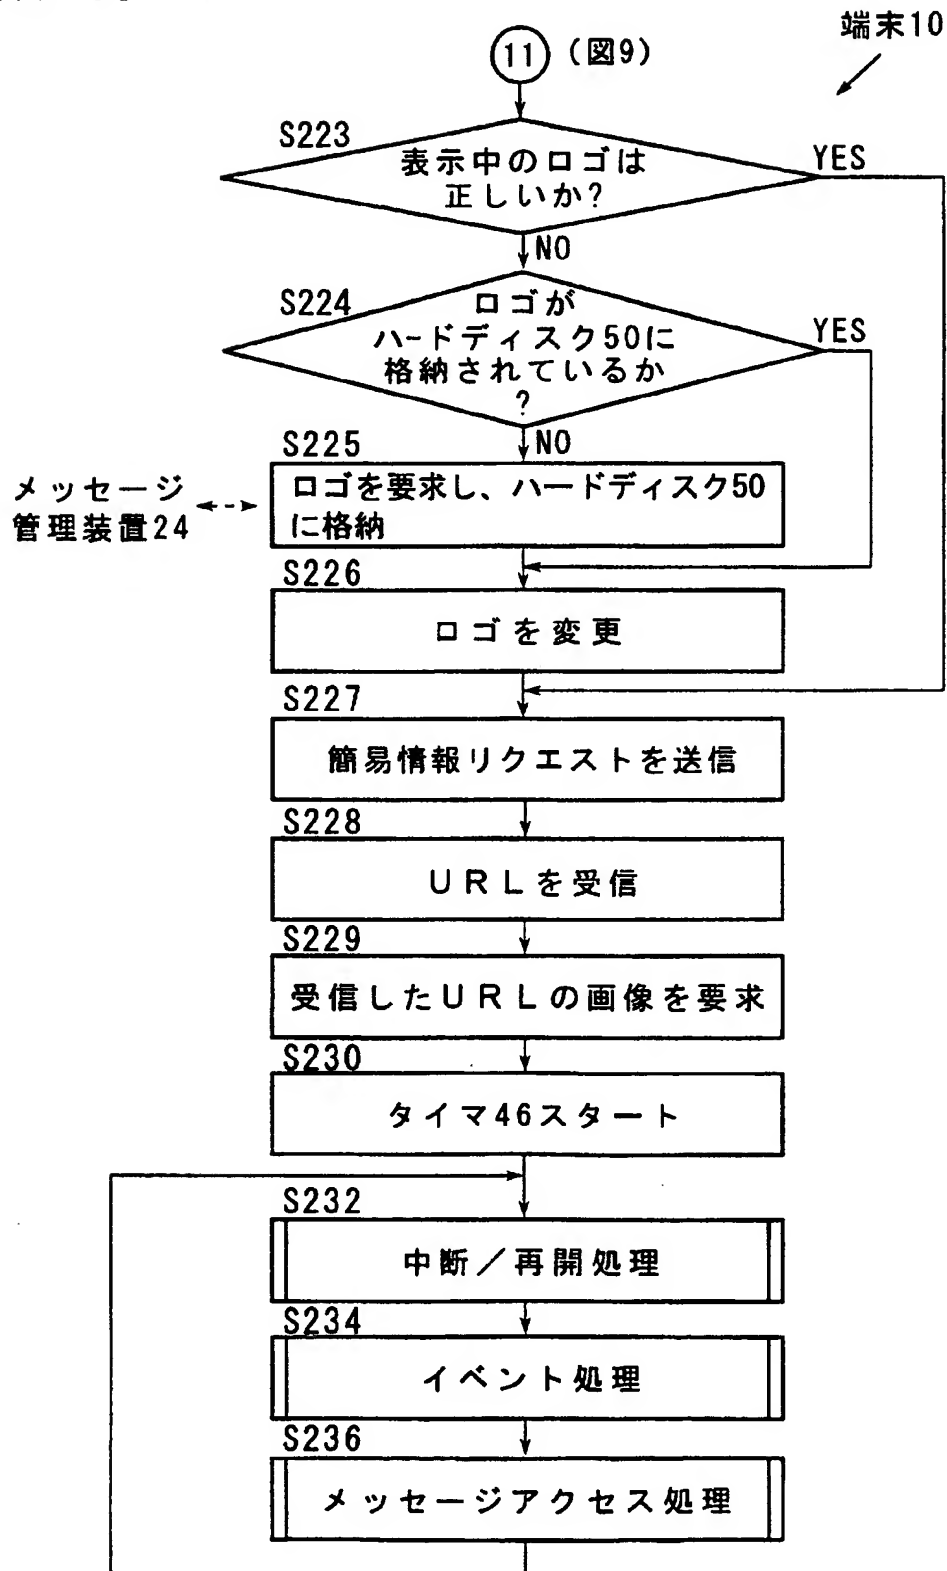 端末10
11 (図9)
S223
表示中のロゴは
正しいか?
YES
NO
S224
ロゴが
ハードディスク50に
格納されているか
?
YES
NO
S225
ロゴを要求し、ハードディスク50
に格納
メッセージ
管理装置24
S226
ロゴを変更
S227
簡易情報リクエストを送信
S228
URLを受信
S229
受信したURLの画像を要求
S230
タイマ46スタート
S232
中断/再開処理
S234
イベント処理
S236
メッセージアクセス処理